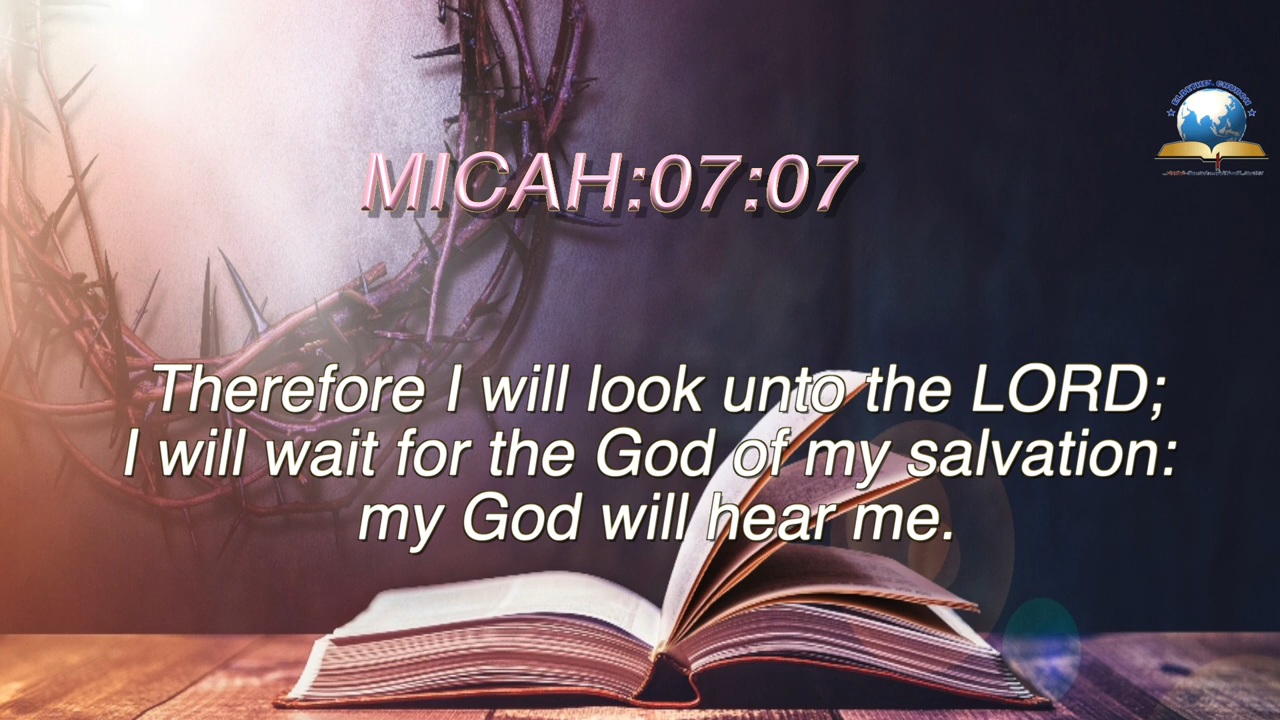 MICAH:07:07
Therefore I will look unto the LORD;
I will wait for the God of my salvation:
my God will hear me.